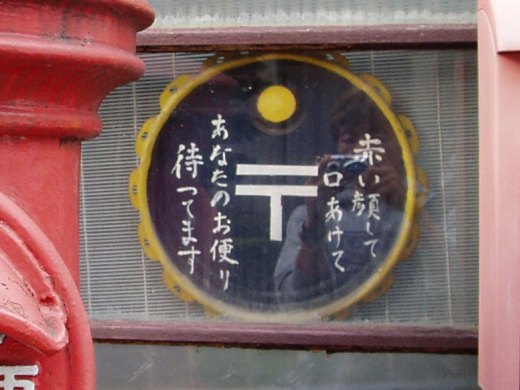 赤い顔して
口あけて
〒
あなたのお便り
待つてます